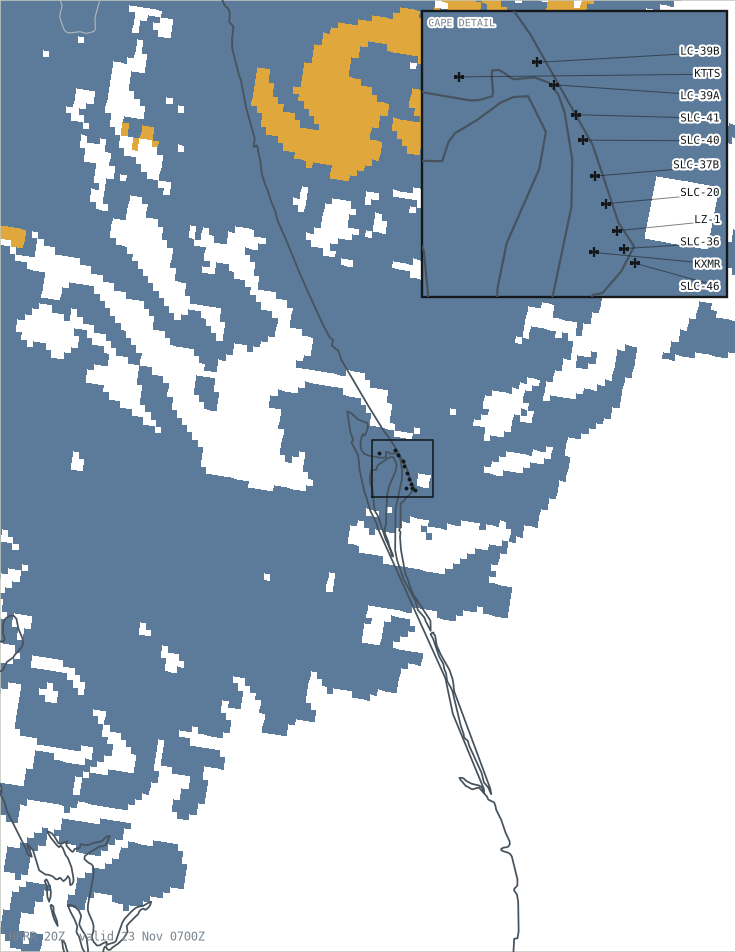 CAPE DETAIL
LC-39B
KTTS
LC-39A
SLC-41
SLC-40
SLC-37B
SLC-20
LZ-1
SLC-36
KXMR
SLC-46
20Z valid 23 Nov 0700Z